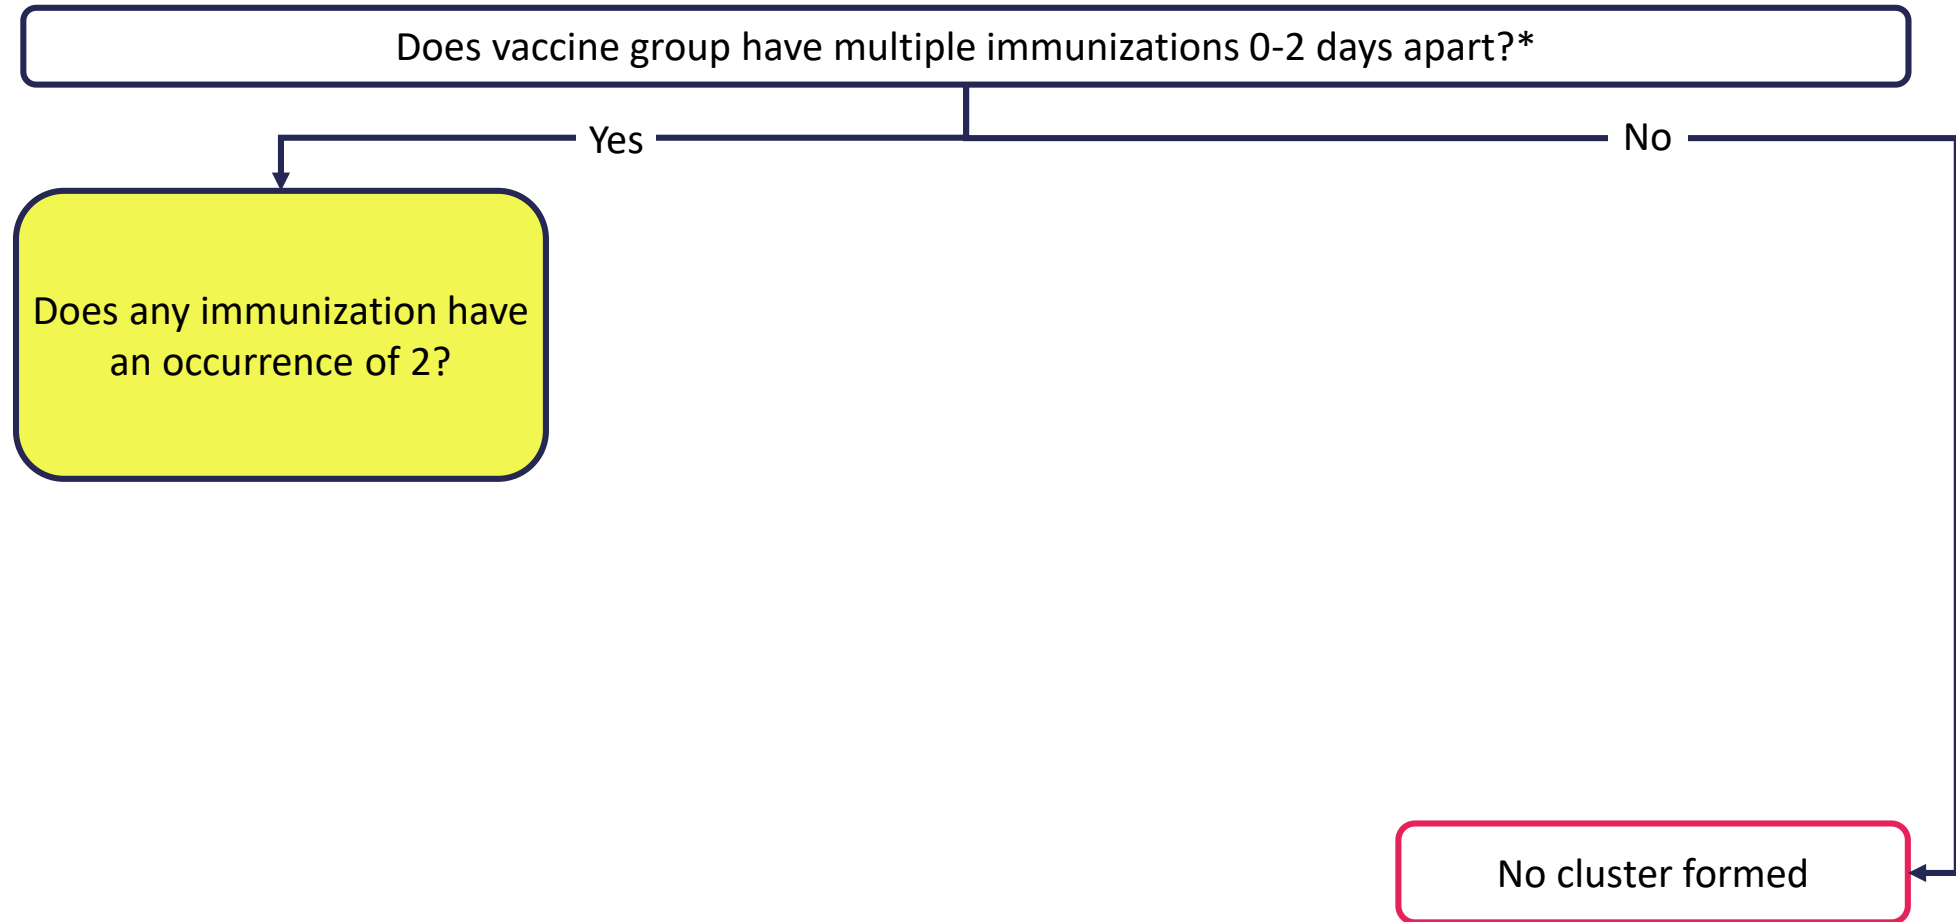 Does vaccine group have multiple immunizations 0-2 days apart?*
Yes
No
Does any immunization have
an occurrence of 2?
No cluster formed